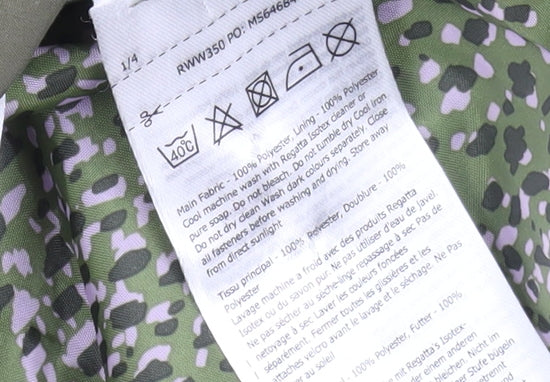 1/4
RWW350 PO: M564684
40°C
Main Fabric - 100% Polyester, Lining - 100% Polyester
Cool machine wash with Regatta Isotex cleaner or
pure soap. Do not bleach. Do not tumble dry Cool iron
Do not dry clean Wash dark colours separately. Close
all fasteners before washing and drying. Store away
from direct sunlight
Tissu principal - 100% Polyester, Doublure - 100%
Polyester
Lavage machine a froid avec des produits Regatta
Isotex ou du savon pur. Ne pas utiliser d'eau de javel.
Ne pas sécher au sèche-linge repassage à sec Pas de
nettoyage à sec. Laver les couleurs foncées
séparément. Fermer toutes les glissières et les
attaches velcro avant le lavage et le séchage. Ne Pas
au soleil
100% Polyester, Futter - 100%
mit Regatta's Isotex-
der einem anderen
bleichen. Nicht im
Stufe bügeln